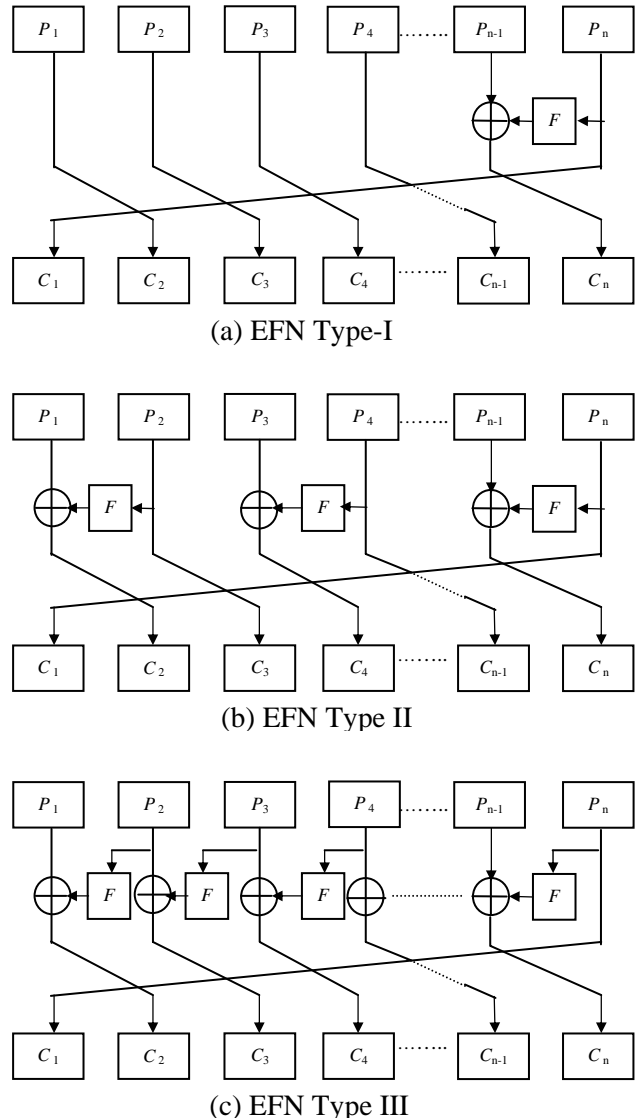 P1 P2 P3 P4 ........ Pn-1 Pn
F
C1 C2 C3 C4 ........ Cn-1 Cn
(a) EFN Type-I
P1 P2 P3 P4 ........ Pn-1 Pn
F F F
C1 C2 C3 C4 ........ Cn-1 Cn
(b) EFN Type II
P1 P2 P3 P4 ........ Pn-1 Pn
F F F F
C1 C2 C3 C4 ........ Cn-1 Cn
(c) EFN Type III